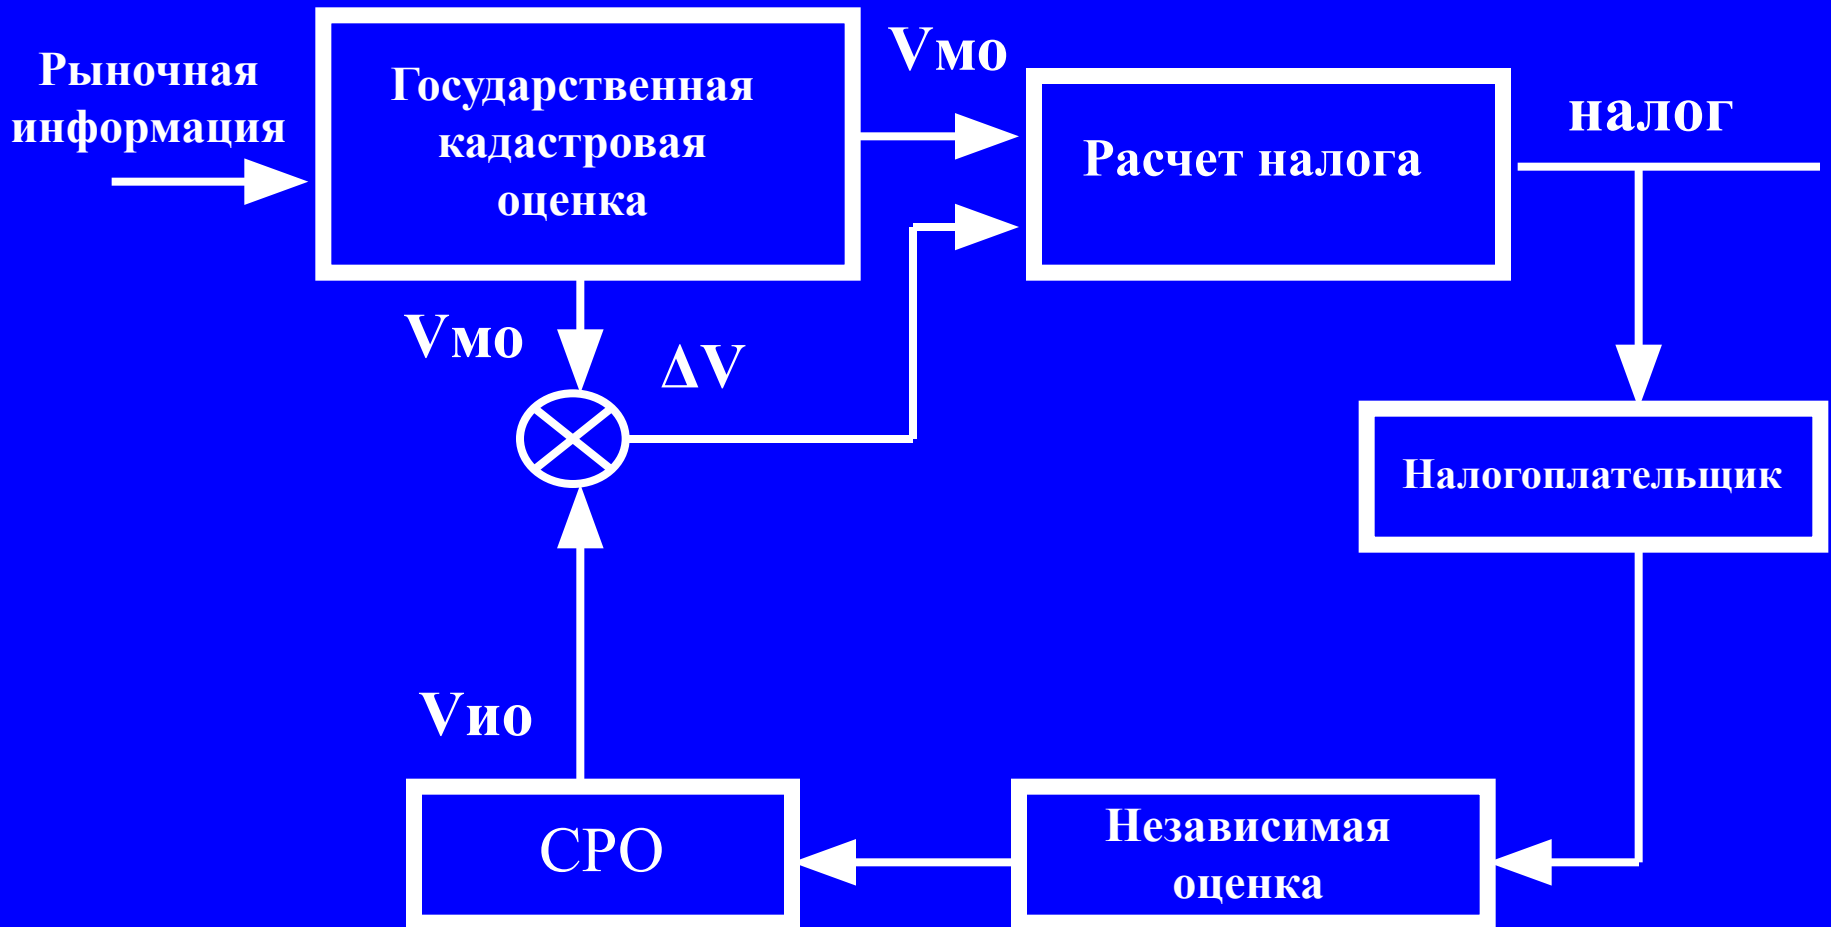 Рыночная
информация
Государственная
кадастровая
оценка
Vмо
Расчет налога
налог
Vмо
ΔV
Налогоплательщик
Vио
СРО
Независимая
оценка